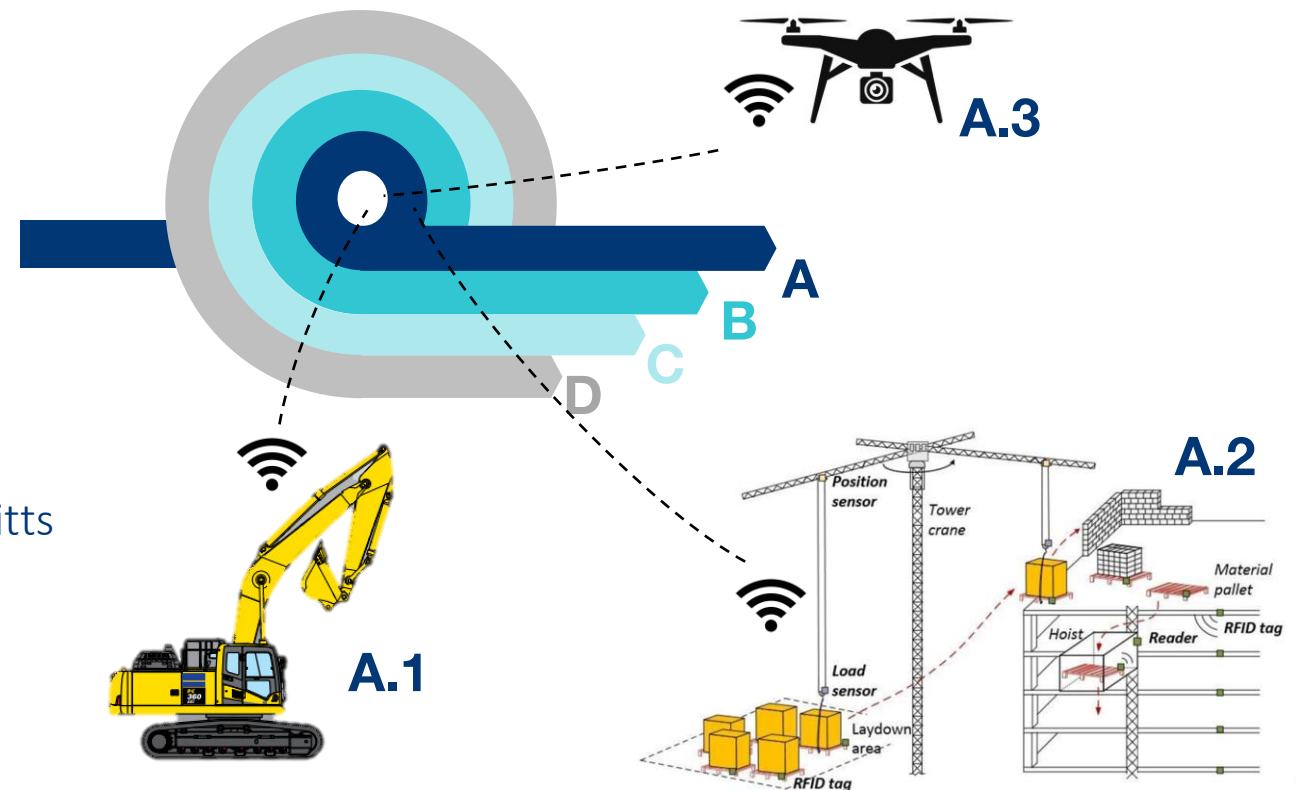 A.3
A
B
C
D
A.2
Position
sensor
Tower
crane
itts
Material
pallet
RFID tag
Hoist
Reader
A.1
360
Load
sensor
Laydown
area
RFID tag